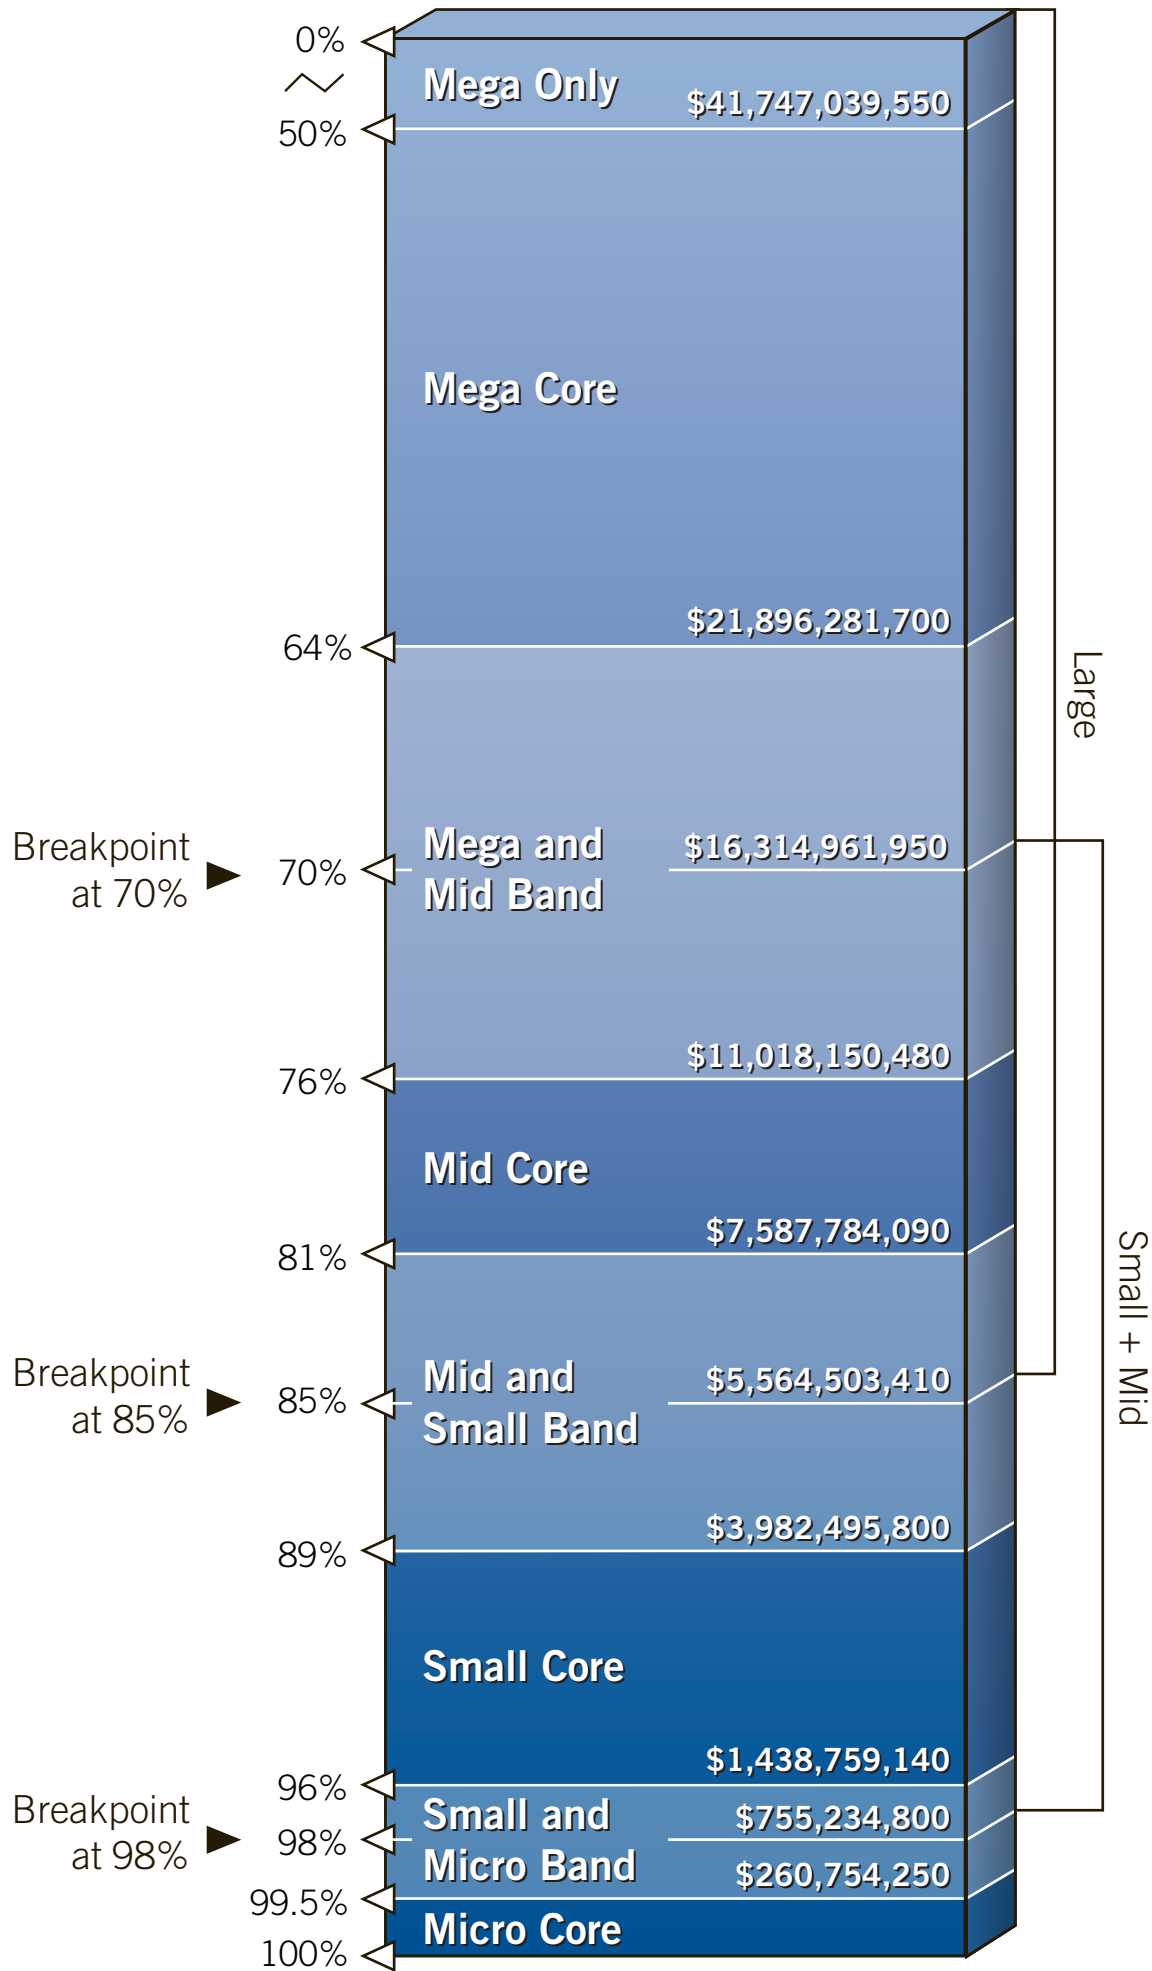 0%
Mega Only
$41,747,039,550
50%
Mega Core
$21,896,281,700
64%
Large
Breakpoint
at 70%
70%
Mega and
Mid Band
$16,314,961,950
$11,018,150,480
76%
Mid Core
$7,587,784,090
81%
Small + Mid
Breakpoint
at 85%
85%
Mid and
Small Band
$5,564,503,410
$3,982,495,800
89%
Small Core
$1,438,759,140
96%
Breakpoint
at 98%
98%
Small and
Micro Band
$755,234,800
$260,754,250
99.5%
Micro Core
100%